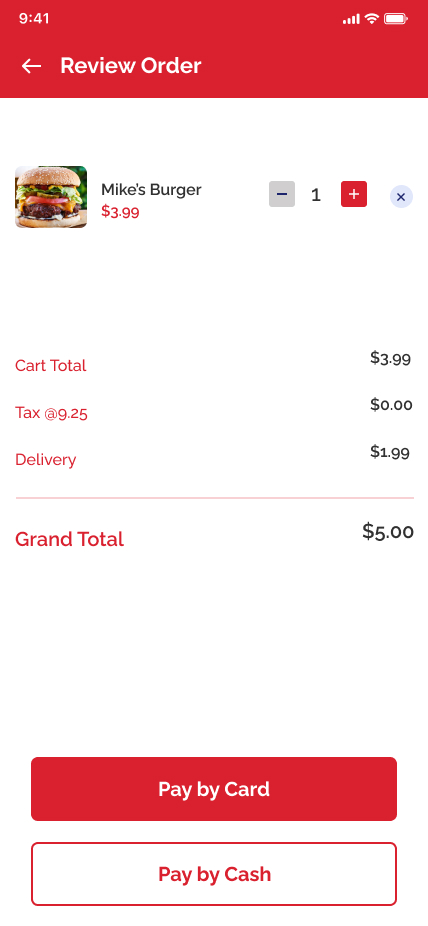 9:41
Review Order
Mike's Burger
$3.99
1
Cart Total $3.99
Tax @9.25 $0.00
Delivery $1.99
Grand Total $5.00
Pay by Card
Pay by Cash